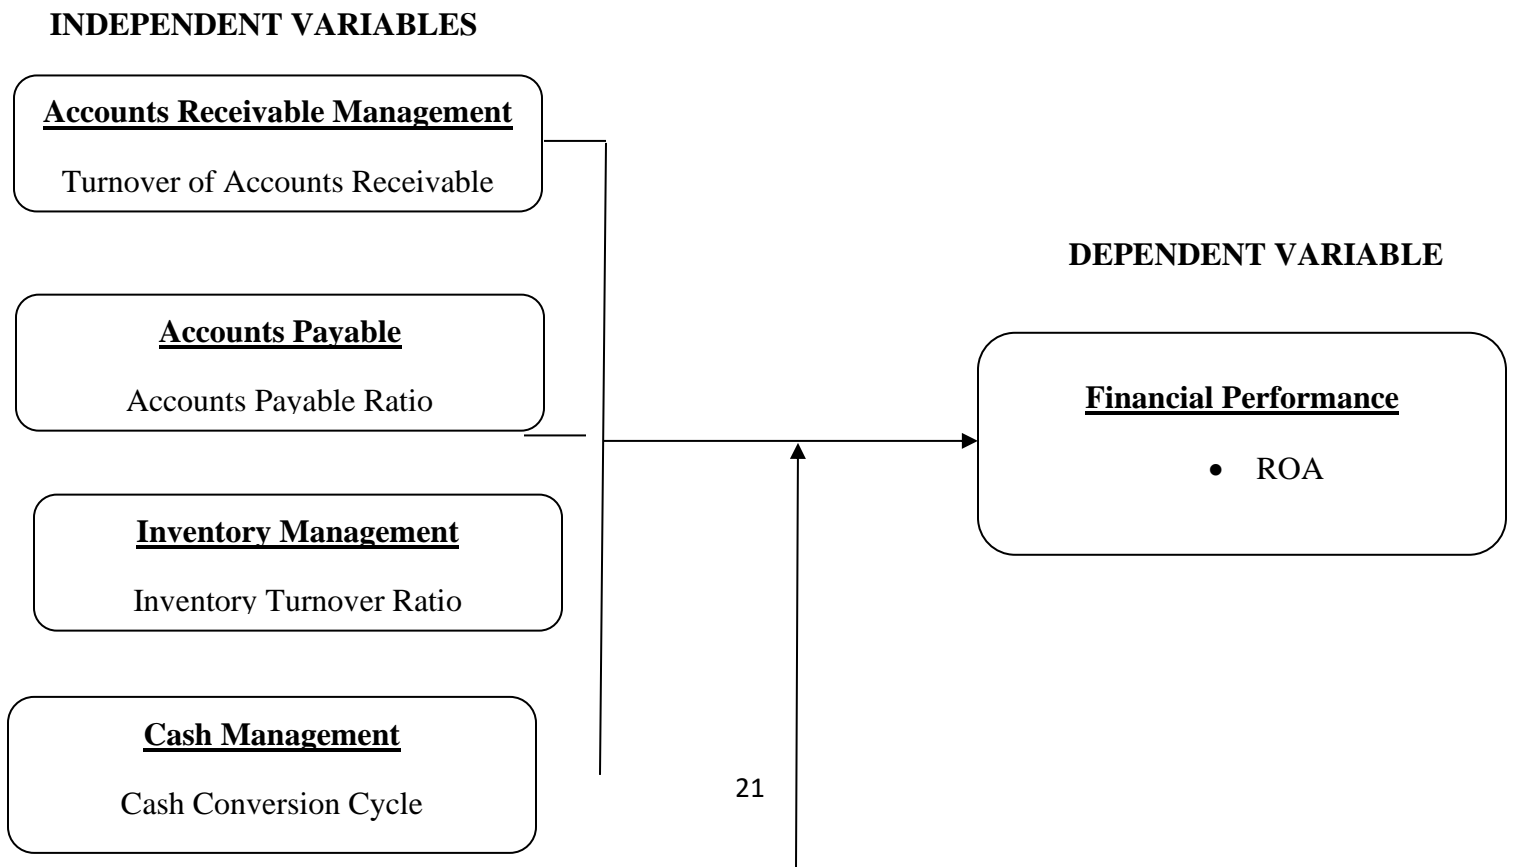 INDEPENDENT VARIABLES
Accounts Receivable Management
Turnover of Accounts Receivable
Accounts Payable
Accounts Payable Ratio
Inventory Management
Inventory Turnover Ratio
Cash Management
Cash Conversion Cycle
DEPENDENT VARIABLE
Financial Performance
• ROA
21